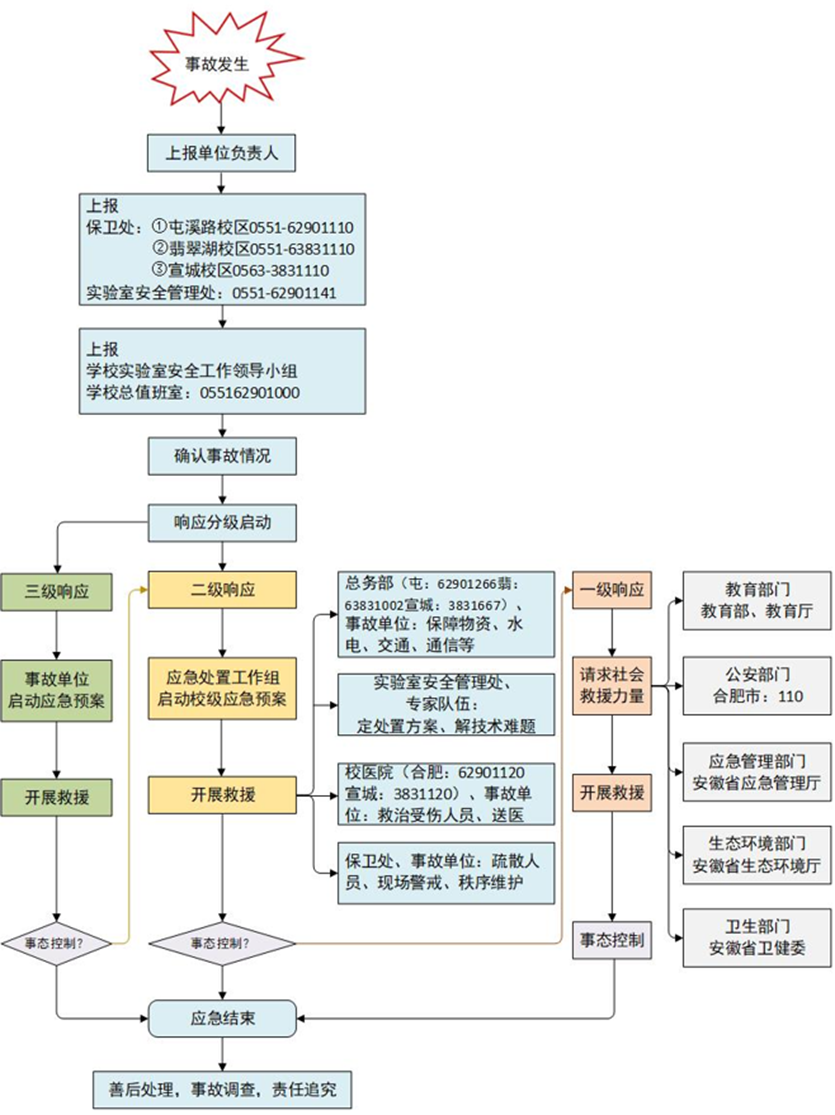 事故发生
上报单位负责人
上报
保卫处：①屯溪路校区0551-62901110
②翡翠湖校区0551-63831110
③宣城校区0563-3831110
实验室安全管理处：0551-62901141
上报
学校实验室安全工作领导小组
学校总值班室：055162901000
确认事故情况
响应分级启动
三级响应
事故单位
启动应急预案
开展救援
事态控制？
二级响应
应急处置工作组
启动校级应急预案
开展救援
事态控制？
总务部（屯：62901266翡：
63831002宣城：3831667）、
事故单位：保障物资、水
电、交通、通信等
实验室安全管理处、
专家队伍：
定处置方案、解技术难题
校医院（合肥：62901120
宣城：3831120）、事故单
位：救治受伤人员、送医
保卫处、事故单位：疏散人
员、现场警戒、秩序维护
一级响应
请求社会
救援力量
开展救援
事态控制
教育部门
教育部、教育厅
公安部门
合肥市：110
应急管理部门
安徽省应急管理厅
生态环境部门
安徽省生态环境厅
卫生部门
安徽省卫健委
应急结束
善后处理，事故调查，责任追究